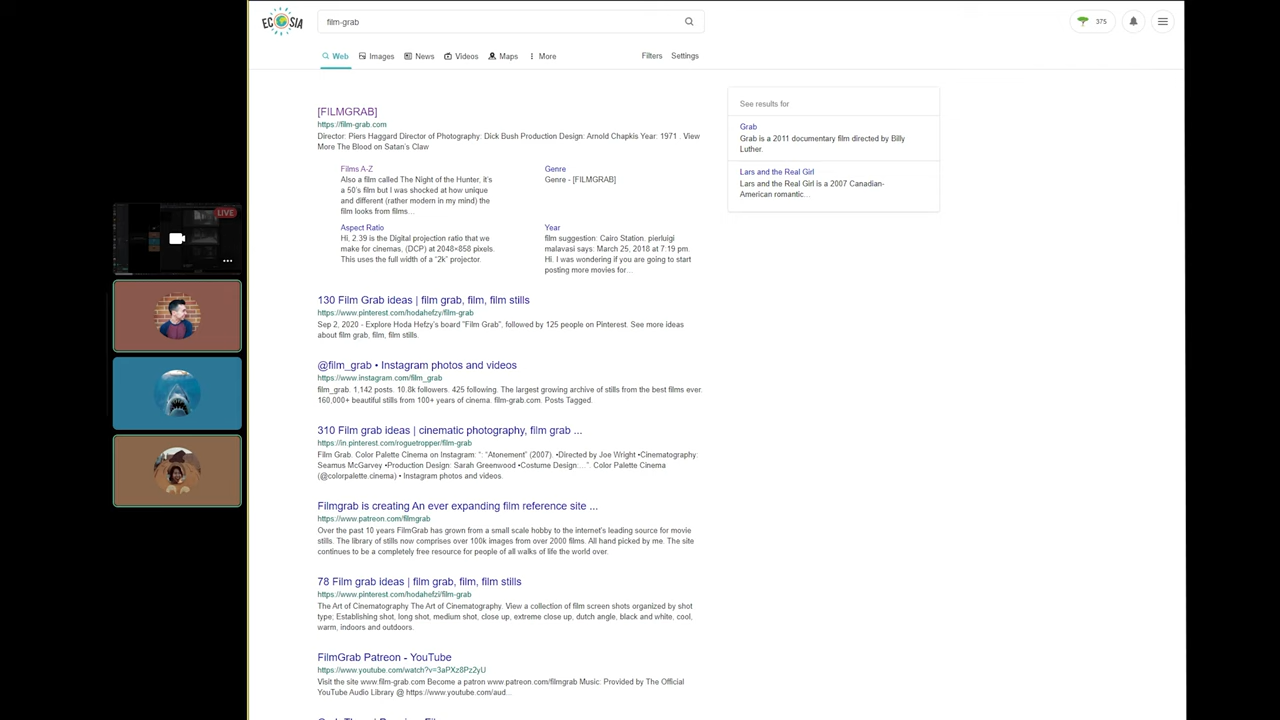 ECOSIA
film-grab
375
Web Images News Videos Maps More Filters Settings
[FILMGRAB]
https://film-grab.com
Director: Piers Haggard Director of Photography: Dick Bush Production Design: Arnold Chapkis Year: 1971 . View
More The Blood on Satan's Claw
Films A-Z
Also a film called The Night of the Hunter, it's
a 50's film but I was shocked at how unique
and different (rather modern in my mind) the
film looks from films...
Genre
Genre - [FILMGRAB]
Aspect Ratio
Hi, 2.39 is the Digital projection ratio that we
make for cinemas, (DCP) at 2048×858 pixels.
This uses the full width of a "2k" projector.
Year
film suggestion: Cairo Station. pierluigi
malavasi says: March 25, 2018 at 7:19 pm.
Hi. I was wondering if you are going to start
posting more movies for...
130 Film Grab ideas | film grab, film, film stills
https://www.pinterest.com/hodahefzy/film-grab
Sep 2, 2020 - Explore Hoda Hefzy's board "Film Grab", followed by 125 people on Pinterest. See more ideas
about film grab, film, film stills.
@film_grab • Instagram photos and videos
https://www.instagram.com/film_grab
film_grab. 1,142 posts. 10.8k followers. 425 following. The largest growing archive of stills from the best films ever.
160,000+ beautiful stills from 100+ years of cinema. film-grab.com. Posts Tagged.
310 Film grab ideas | cinematic photography, film grab ...
https://in.pinterest.com/roguetropper/film-grab
Film Grab. Color Palette Cinema on Instagram: ": "Atonement" (2007). •Directed by Joe Wright •Cinematography:
Seamus McGarvey •Production Design: Sarah Greenwood •Costume Design:...". Color Palette Cinema
(@colorpalette.cinema) • Instagram photos and videos.
Filmgrab is creating An ever expanding film reference site ...
https://www.patreon.com/filmgrab
Over the past 10 years FilmGrab has grown from a small scale hobby to the internet's leading source for movie
stills. The library of stills now comprises over 100k images from over 2000 films. All hand picked by me. The site
continues to be a completely free resource for people of all walks of life the world over.
78 Film grab ideas | film grab, film, film stills
https://www.pinterest.com/hodahefzi/film-grab
The Art of Cinematography The Art of Cinematography. View a collection of film screen shots organized by shot
type; Establishing shot, long shot, medium shot, close up, extreme close up, dutch angle, black and white, cool,
warm, indoors and outdoors.
FilmGrab Patreon - YouTube
https://www.youtube.com/watch?v=3aPXz8Pz2yU
Visit the site www.film-grab.com Become a patron www.patreon.com/filmgrab Music: Provided by The Official
YouTube Audio Library @ https://www.youtube.com/aud...
See results for
Grab
Grab is a 2011 documentary film directed by Billy
Luther.
Lars and the Real Girl
Lars and the Real Girl is a 2007 Canadian-
American romantic...
LIVE